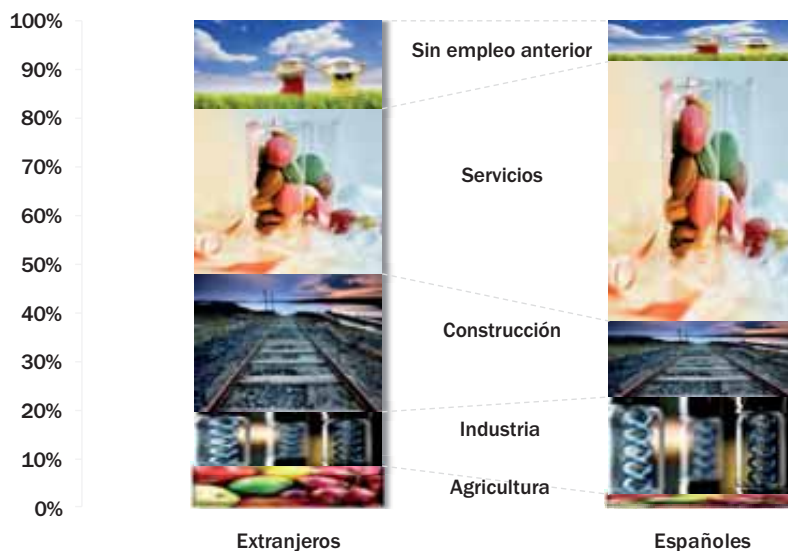 100%
90%
80%
70%
60%
50%
40%
30%
20%
10%
0%
Sin empleo anterior
Servicios
Construcción
Industria
Agricultura
Extranjeros
Españoles